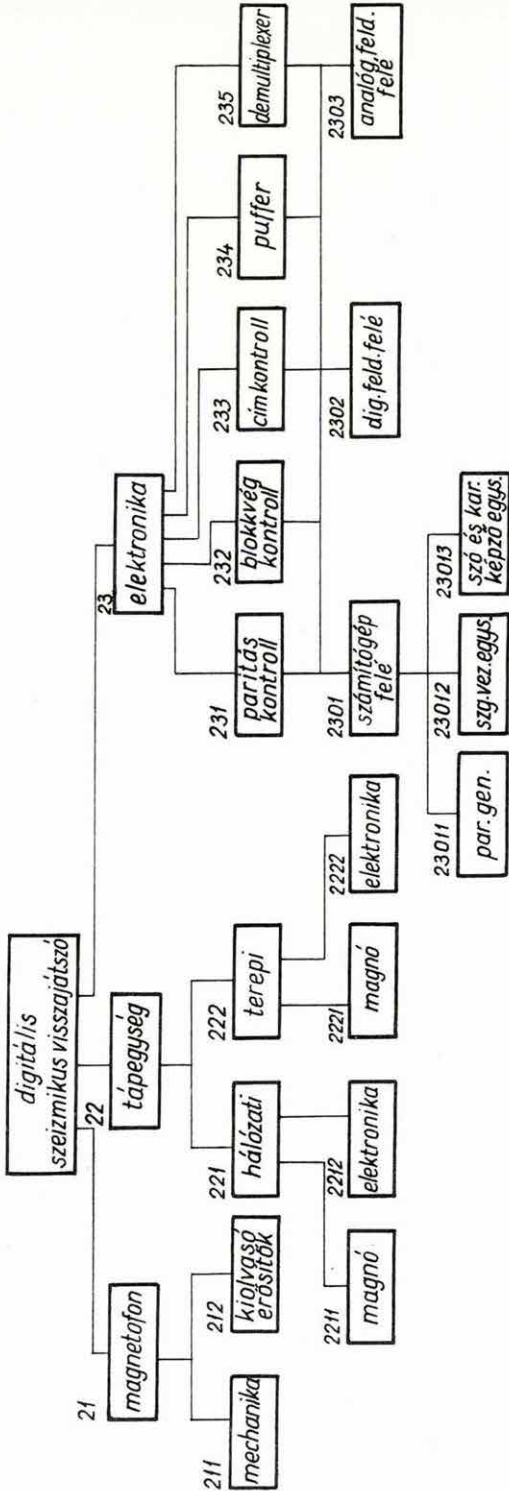 digitális
szeizmikus visszajátszó
21
magnetofon
22
tápegység
23
elektronika
211
mechanika
212
kiolvasó
erősítők
221
hálózati
222
terepi
231
paritás
kontroll
232
blokkvég
kontroll
233
címkontroll
234
puffer
235
demultiplexer
2211
magnó
2212
elektronika
2221
magnó
2222
elektronika
2301
számítógép
felé
2302
dig.feld.felé
2303
analóg.feld.
felé
23011
par.gen.
23012
szg.vez.egys.
23013
szó és kar.
képző egys.